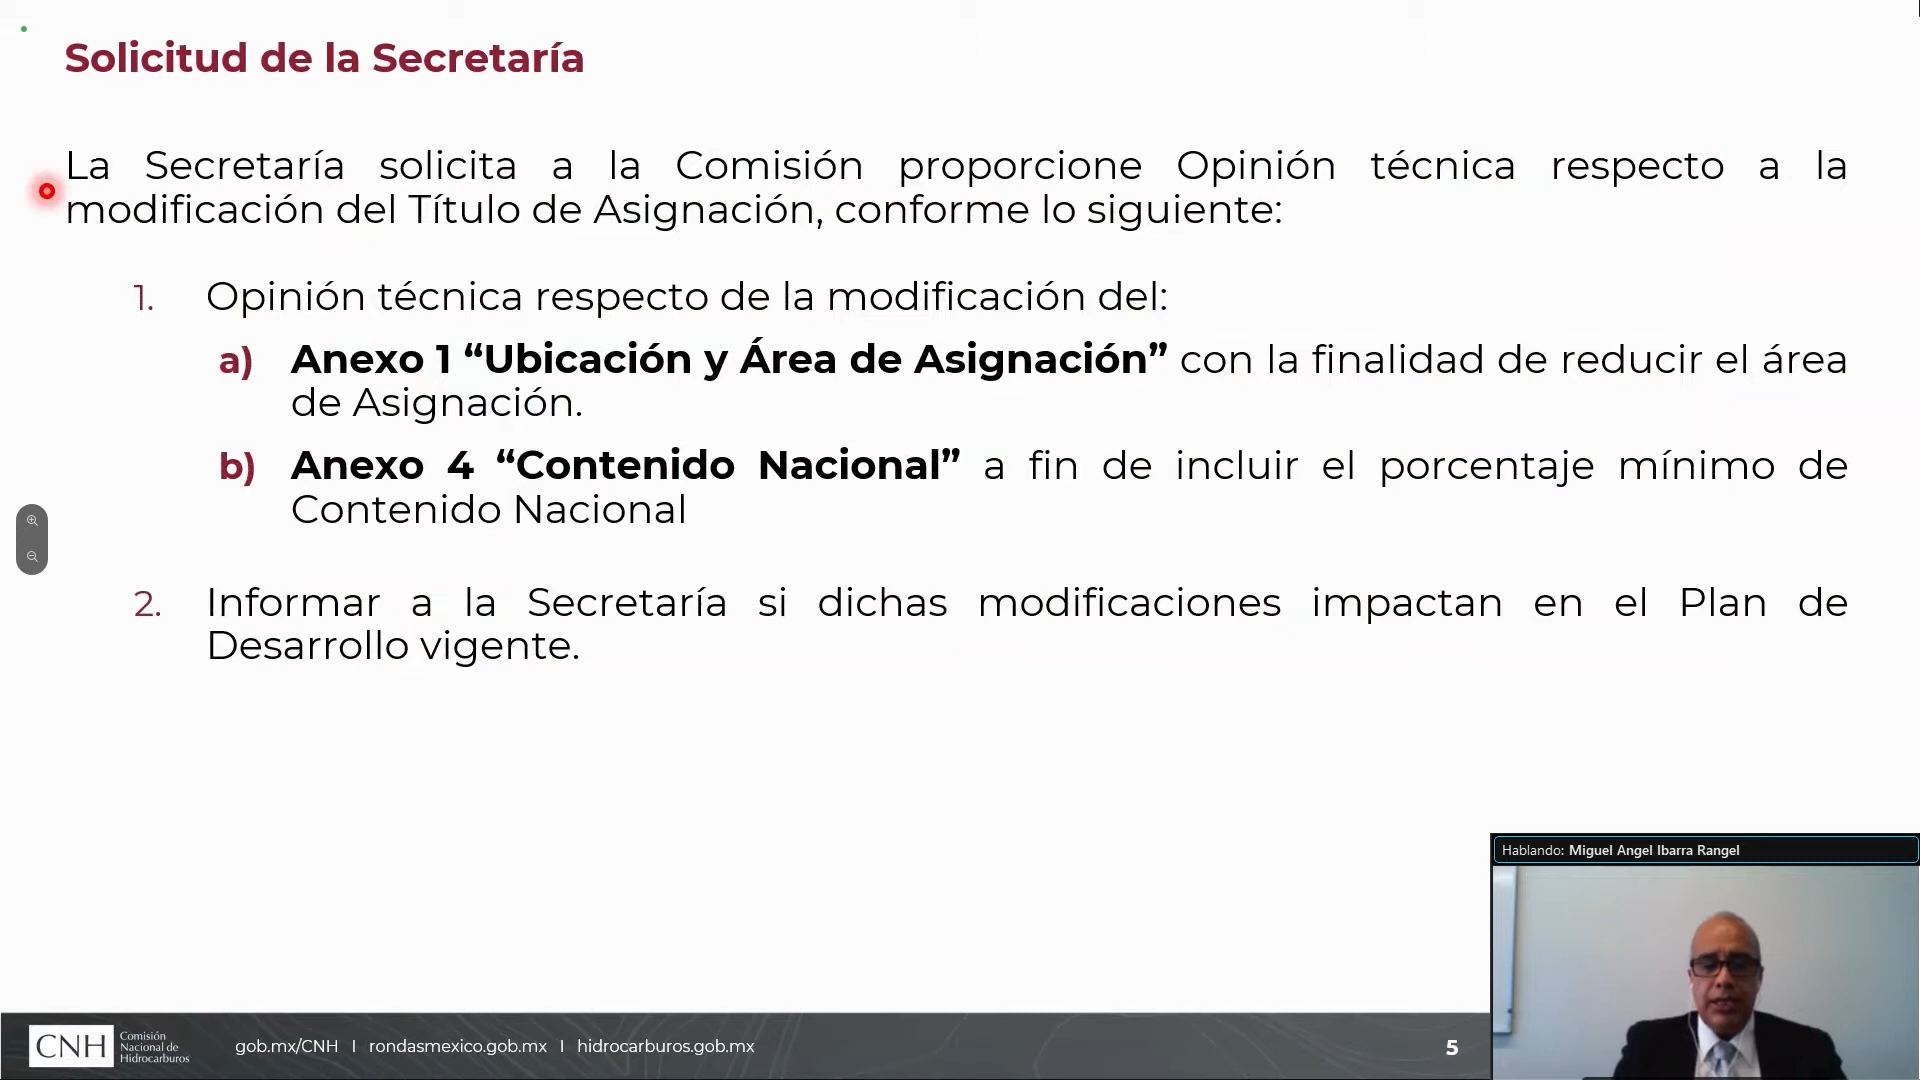 Solicitud de la Secretaría
La Secretaría solicita a la Comisión proporcione Opinión técnica respecto a la
modificación del Título de Asignación, conforme lo siguiente:
1. Opinión técnica respecto de la modificación del:
a) Anexo 1 “Ubicación y Área de Asignación” con la finalidad de reducir el área
de Asignación.
b) Anexo 4 “Contenido Nacional” a fin de incluir el porcentaje mínimo de
Contenido Nacional
2. Informar a la Secretaría si dichas modificaciones impactan en el Plan de
Desarrollo vigente.
Hablando: Miguel Angel Ibarra Rangel
CNH
Comisión
Nacional de
Hidrocarburos
gob.mx/CNH I rondasmexico.gob.mx I hidrocarburos.gob.mx
5